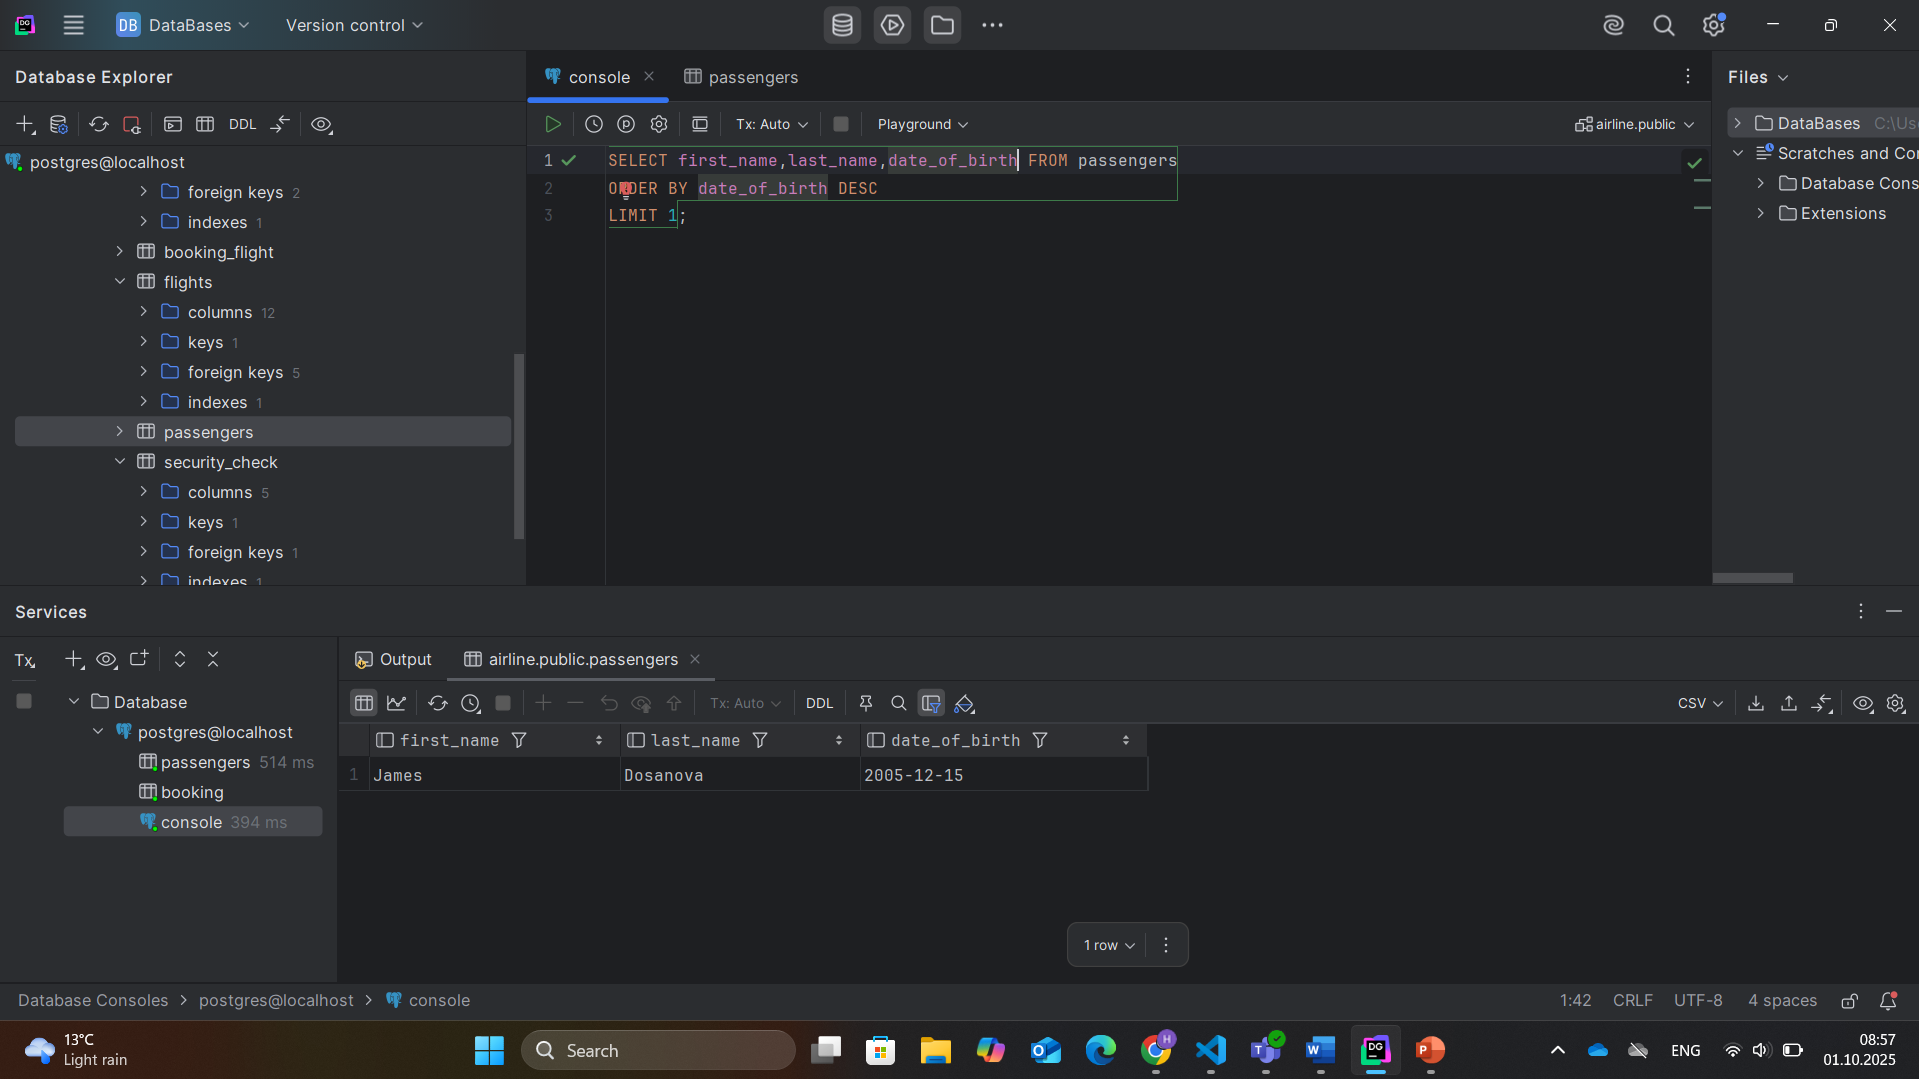 DB DataBases
Version control
Database Explorer
DDL
postgres@localhost
foreign keys 2
indexes 1
booking_flight
flights
columns 12
keys 1
foreign keys 5
indexes 1
passengers
security_check
columns 5
keys 1
foreign keys 1
indexes 1
console
passengers
Tx: Auto
Playground
airline.public
1 SELECT first_name,last_name,date_of_birth FROM passengers
2 ORDER BY date_of_birth DESC
3 LIMIT 1;
Files
DataBases C:\Use
Scratches and Con
Database Cons
Extensions
Services
Tx
Database
postgres@localhost
passengers 514 ms
booking
console 394 ms
Output
airline.public.passengers
Tx: Auto
DDL
CSV
first_name last_name date_of_birth
1 James Dosanova 2005-12-15
1 row
Database Consoles > postgres@localhost > console
1:42 CRLF UTF-8 4 spaces
13°C
Light rain
Search
ENG
08:57
01.10.2025